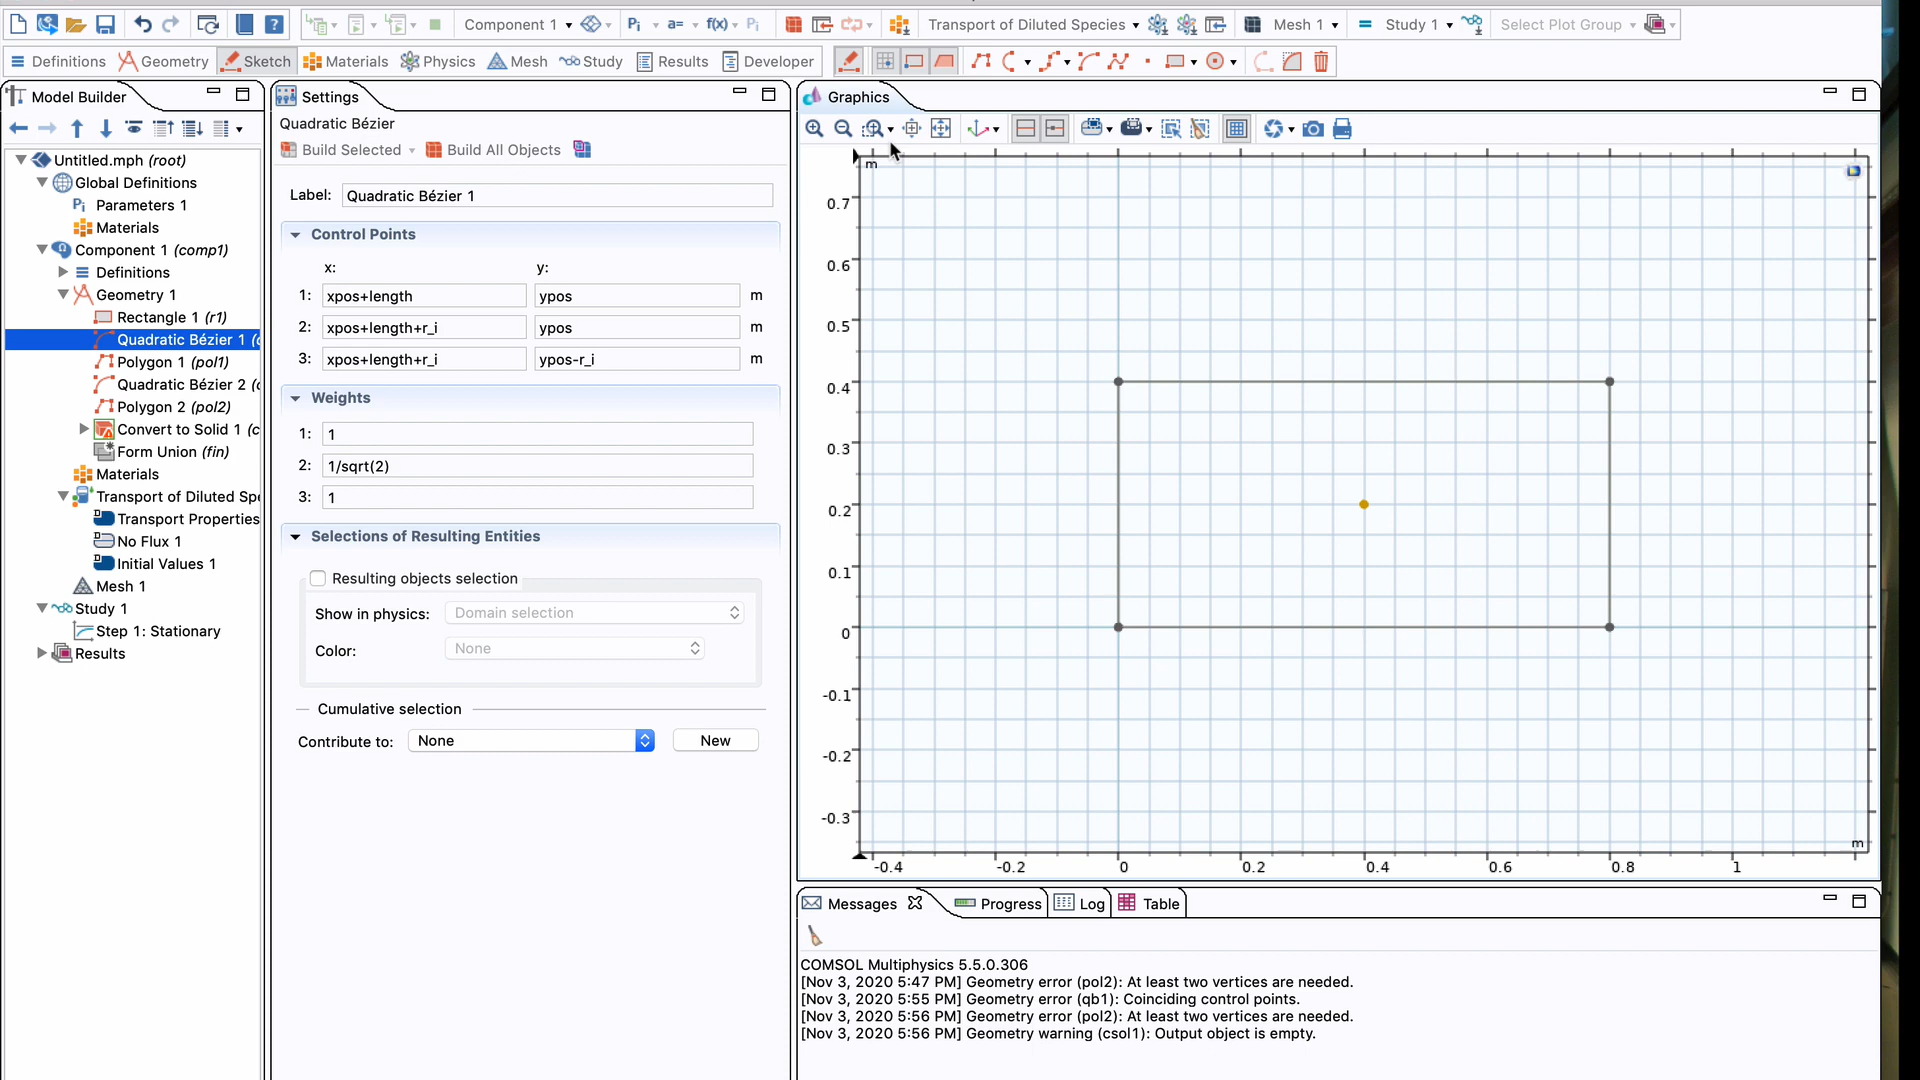 Component 1
Pi
a=
f(x)
Pi
Transport of Diluted Species
Mesh 1
Study 1
Select Plot Group
Definitions
Geometry
Sketch
Materials
Physics
Mesh
Study
Results
Developer
Model Builder
Untitled.mph (root)
Global Definitions
Pi Parameters 1
Materials
Component 1 (comp1)
Definitions
Geometry 1
Rectangle 1 (r1)
Quadratic Bézier 1 (
Polygon 1 (pol1)
Quadratic Bézier 2 (
Polygon 2 (pol2)
Convert to Solid 1 (c
Form Union (fin)
Materials
Transport of Diluted Spe
Transport Properties
No Flux 1
Initial Values 1
Mesh 1
Study 1
Step 1: Stationary
Results
Settings
Quadratic Bézier
Build Selected
Build All Objects
Label: Quadratic Bézier 1
Control Points
x: y:
1: xpos+length ypos m
2: xpos+length+r_i ypos m
3: xpos+length+r_i ypos-r_i m
Weights
1: 1
2: 1/sqrt(2)
3: 1
Selections of Resulting Entities
Resulting objects selection
Show in physics: Domain selection
Color: None
Cumulative selection
Contribute to: None New
Graphics
m
0.7
0.6
0.5
0.4
0.3
0.2
0.1
0
-0.1
-0.2
-0.3
m
-0.4 -0.2 0 0.2 0.4 0.6 0.8 1
Messages
Progress
Log
Table
COMSOL Multiphysics 5.5.0.306
[Nov 3, 2020 5:47 PM] Geometry error (pol2): At least two vertices are needed.
[Nov 3, 2020 5:55 PM] Geometry error (qb1): Coinciding control points.
[Nov 3, 2020 5:56 PM] Geometry error (pol2): At least two vertices are needed.
[Nov 3, 2020 5:56 PM] Geometry warning (csol1): Output object is empty.